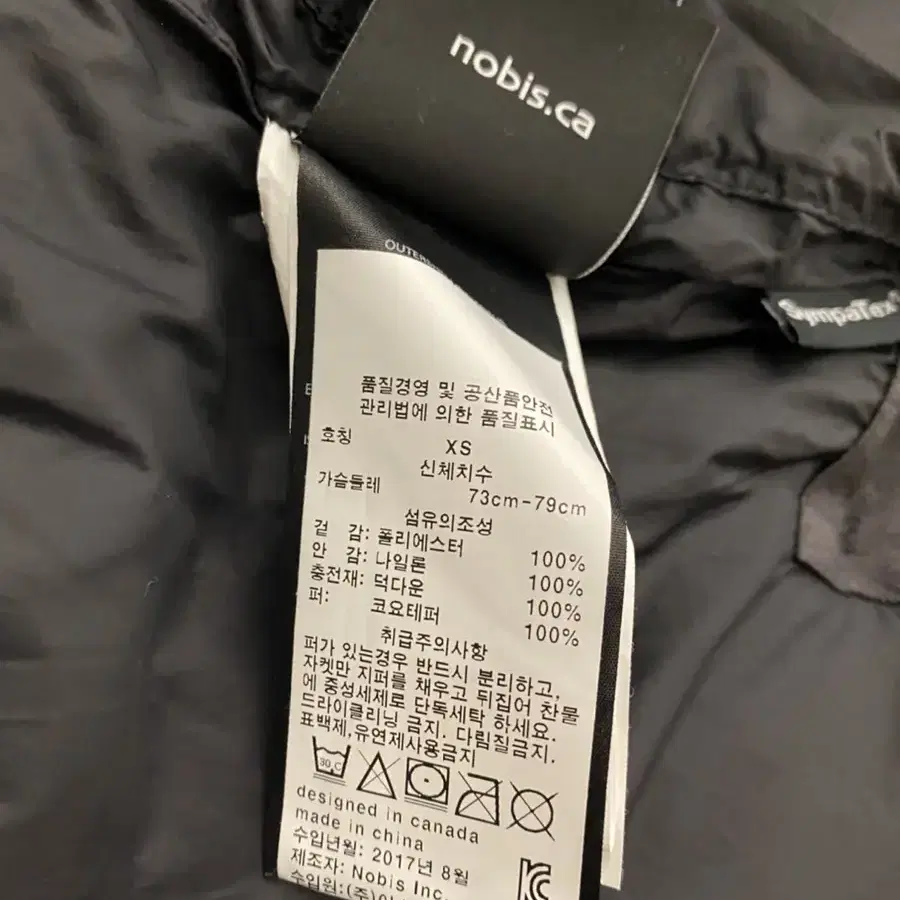 nobis.ca
SympaTex
품질경영 및 공산품안전
관리법에 의한 품질표시
호칭 XS
신체치수
가슴둘레 73cm-79cm
섬유의조성
겉 감: 폴리에스터 100%
안 감: 나일론 100%
충전재: 덕다운 100%
퍼: 코요테퍼 100%
취급주의사항
퍼가 있는경우 반드시 분리하고,
자켓만 지퍼를 채우고 뒤집어 찬물
에 중성세제로 단독세탁 하세요.
드라이클리닝 금지. 다림질금지.
표백제,유연제사용금지
30C
designed in canada
made in china
수입년월: 2017년 8월
제조자: Nobis Inc.